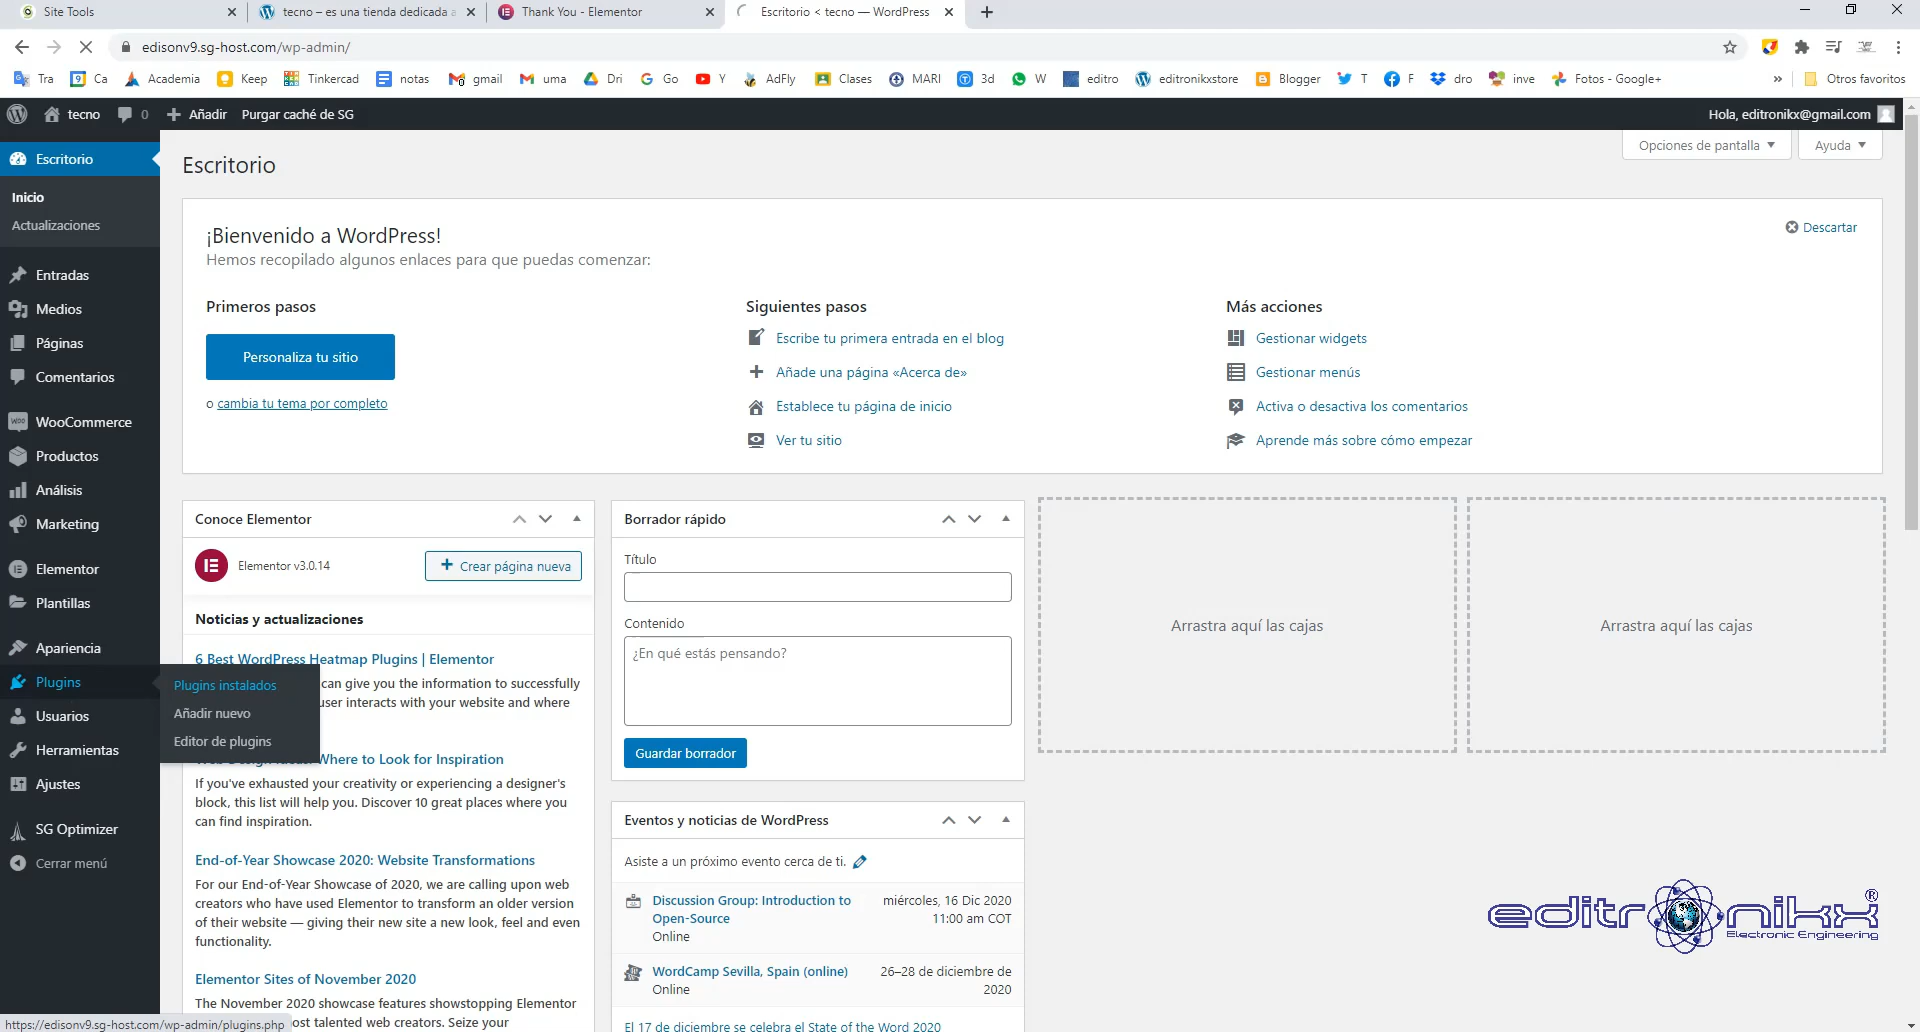 Site Tools
tecno – es una tienda dedicada a
Thank You - Elementor
Escritorio < tecno — WordPress
edisonv9.sg-host.com/wp-admin/
Tra
Ca
Academia
Keep
Tinkercad
notas
gmail
uma
Dri
Go
Y
AdFly
Clases
MARI
3d
W
editro
editronikxstore
Blogger
T
F
dro
inve
Fotos - Google+
»
Otros favoritos
tecno
0
Añadir
Purgar caché de SG
Hola, editronikx@gmail.com
Escritorio
Inicio
Actualizaciones
Entradas
Medios
Páginas
Comentarios
WooCommerce
Productos
Análisis
Marketing
Elementor
Plantillas
Apariencia
Plugins
Plugins instalados
Añadir nuevo
Editor de plugins
Usuarios
Herramientas
Ajustes
SG Optimizer
Cerrar menú
Opciones de pantalla
Ayuda
Escritorio
¡Bienvenido a WordPress!
Hemos recopilado algunos enlaces para que puedas comenzar:
Descartar
Primeros pasos
Personaliza tu sitio
o cambia tu tema por completo
Siguientes pasos
Escribe tu primera entrada en el blog
Añade una página «Acerca de»
Establece tu página de inicio
Ver tu sitio
Más acciones
Gestionar widgets
Gestionar menús
Activa o desactiva los comentarios
Aprende más sobre cómo empezar
Conoce Elementor
Elementor v3.0.14
Crear página nueva
Noticias y actualizaciones
6 Best WordPress Heatmap Plugins | Elementor
can give you the information to successfully
user interacts with your website and where
Where to Look for Inspiration
If you've exhausted your creativity or experiencing a designer's
block, this list will help you. Discover 10 great places where you
can find inspiration.
End-of-Year Showcase 2020: Website Transformations
For our End-of-Year Showcase of 2020, we are calling upon web
creators who have used Elementor to transform an older version
of their website — giving their new site a new look, feel and even
functionality.
Elementor Sites of November 2020
The November 2020 showcase features showstopping Elementor
ost talented web creators. Seize your
Borrador rápido
Título
Contenido
¿En qué estás pensando?
Guardar borrador
Eventos y noticias de WordPress
Asiste a un próximo evento cerca de ti.
Discussion Group: Introduction to
Open-Source
Online
miércoles, 16 Dic 2020
11:00 am COT
WordCamp Sevilla, Spain (online)
Online
26–28 de diciembre de
2020
El 17 de diciembre se celebra el State of the Word 2020
Arrastra aquí las cajas
Arrastra aquí las cajas
editronikx®
Electronic Engineering
https://edisonv9.sg-host.com/wp-admin/plugins.php